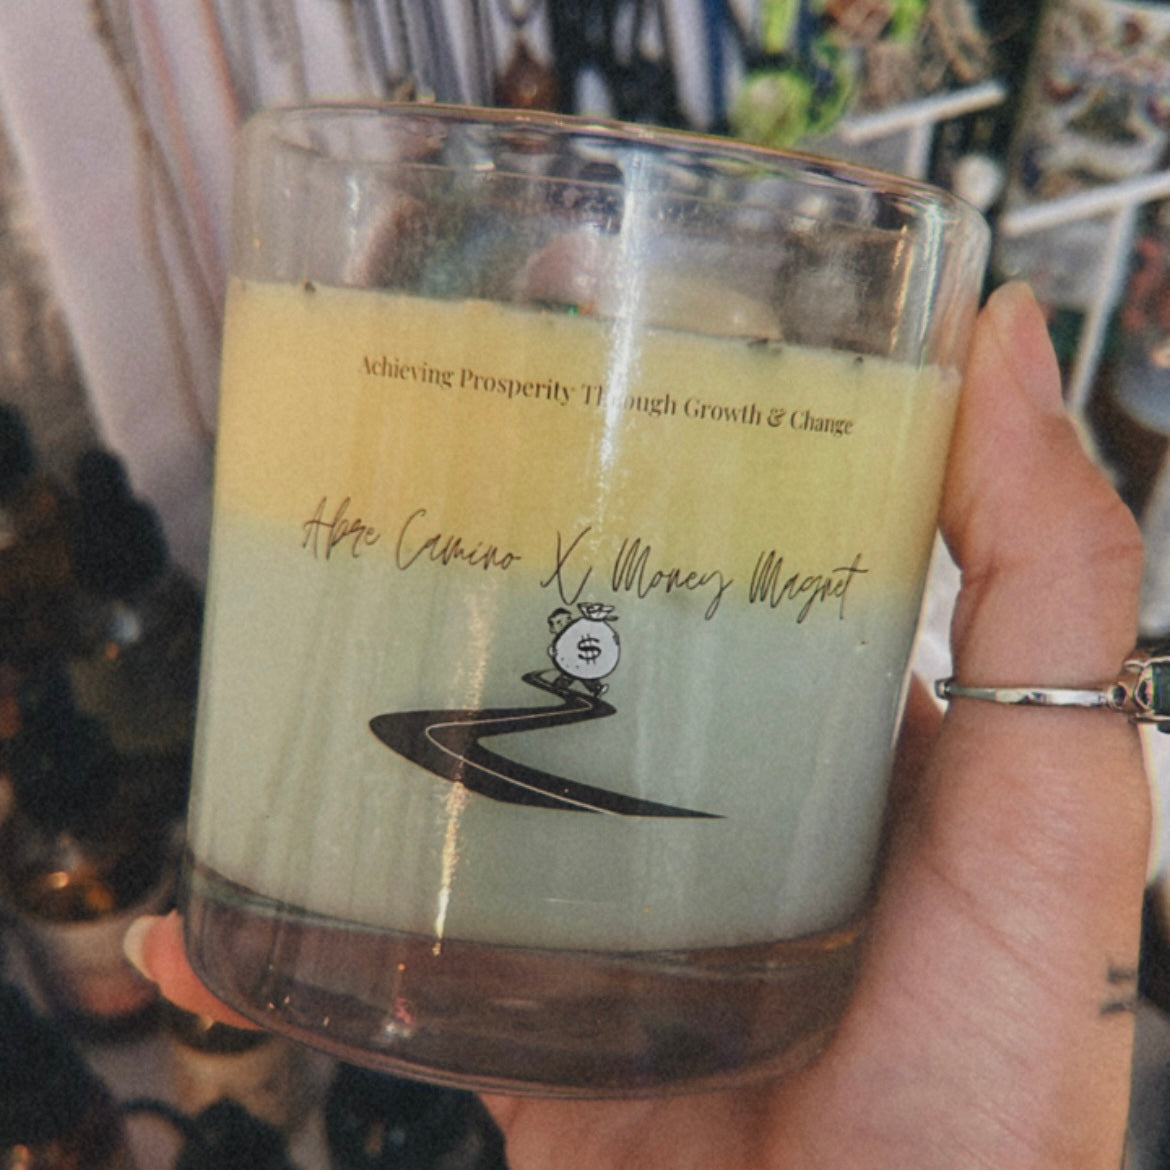 Achieving Prosperity Through Growth & Change
Abre Camino X Money Magnet
$